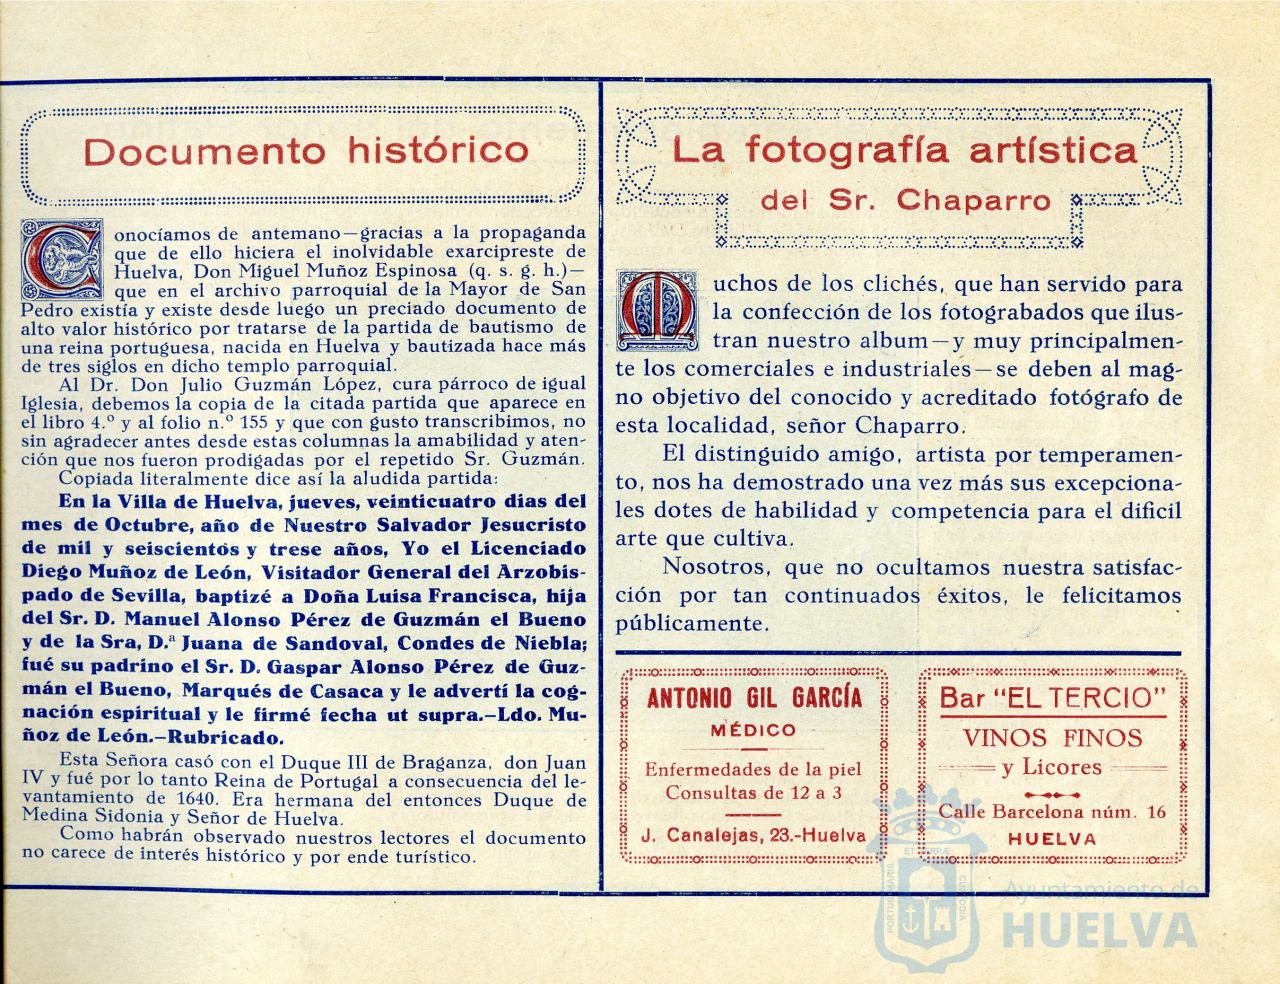 Documento histórico
Conocíamos de antemano—gracias a la propaganda
que de ello hiciera el inolvidable exarcipreste de
Huelva, Don Miguel Muñoz Espinosa (q. s. g. h.)—
que en el archivo parroquial de la Mayor de San
Pedro existía y existe desde luego un preciado documento de
alto valor histórico por tratarse de la partida de bautismo de
una reina portuguesa, nacida en Huelva y bautizada hace más
de tres siglos en dicho templo parroquial.
Al Dr. Don Julio Guzmán López, cura párroco de igual
Iglesia, debemos la copia de la citada partida que aparece en
el libro 4.º y al folio n.º 155 y que con gusto transcribimos, no
sin agradecer antes desde estas columnas la amabilidad y aten-
ción que nos fueron prodigadas por el repetido Sr. Guzmán.
Copiada literalmente dice así la aludida partida:
En la Villa de Huelva, jueves, veinticuatro dias del
mes de Octubre, año de Nuestro Salvador Jesucristo
de mil y seiscientos y trese años, Yo el Licenciado
Diego Muñoz de León, Visitador General del Arzobis-
pado de Sevilla, baptizé a Doña Luisa Francisca, hija
del Sr. D. Manuel Alonso Pérez de Guzmán el Bueno
y de la Sra, D.ª Juana de Sandoval, Condes de Niebla;
fué su padrino el Sr. D. Gaspar Alonso Pérez de Guz-
mán el Bueno, Marqués de Casaca y le advertí la cog-
nación espiritual y le firmé fecha ut supra.—Ldo. Mu-
ñoz de León.—Rubricado.
Esta Señora casó con el Duque III de Braganza, don Juan
IV y fué por lo tanto Reina de Portugal a consecuencia del le-
vantamiento de 1640. Era hermana del entonces Duque de
Medina Sidonia y Señor de Huelva.
Como habrán observado nuestros lectores el documento
no carece de interés histórico y por ende turístico.
La fotografía artística
del Sr. Chaparro
Muchos de los clichés, que han servido para
la confección de los fotograbados que ilus-
tran nuestro album—y muy principalmen-
te los comerciales e industriales—se deben al mag-
no objetivo del conocido y acreditado fotógrafo de
esta localidad, señor Chaparro.
El distinguido amigo, artista por temperamen-
to, nos ha demostrado una vez más sus excepciona-
les dotes de habilidad y competencia para el dificil
arte que cultiva.
Nosotros, que no ocultamos nuestra satisfac-
ción por tan continuados éxitos, le felicitamos
públicamente.
ANTONIO GIL GARCÍA
MÉDICO
Enfermedades de la piel
Consultas de 12 a 3
J. Canalejas, 23.-Huelva
Bar "EL TERCIO"
VINOS FINOS
y Licores
Calle Barcelona núm. 16
HUELVA
PORTUS MARIS
ET TERRÆ
CUSTODIA
Ayuntamiento de
HUELVA